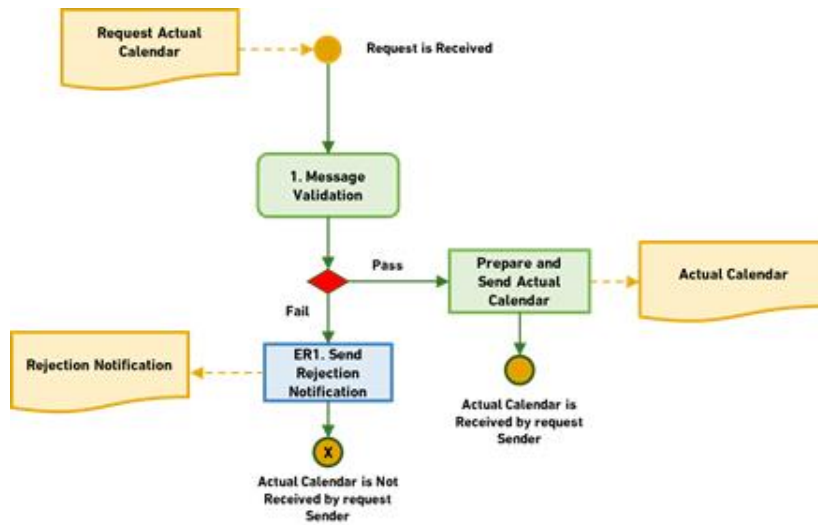 Request Actual
Calendar
Request is Received
1. Message
Validation
Pass
Prepare and
Send Actual
Calendar
Actual Calendar
Fail
Rejection Notification
ER1. Send
Rejection
Notification
Actual Calendar is
Received by request
Sender
X
Actual Calendar is Not
Received by request
Sender